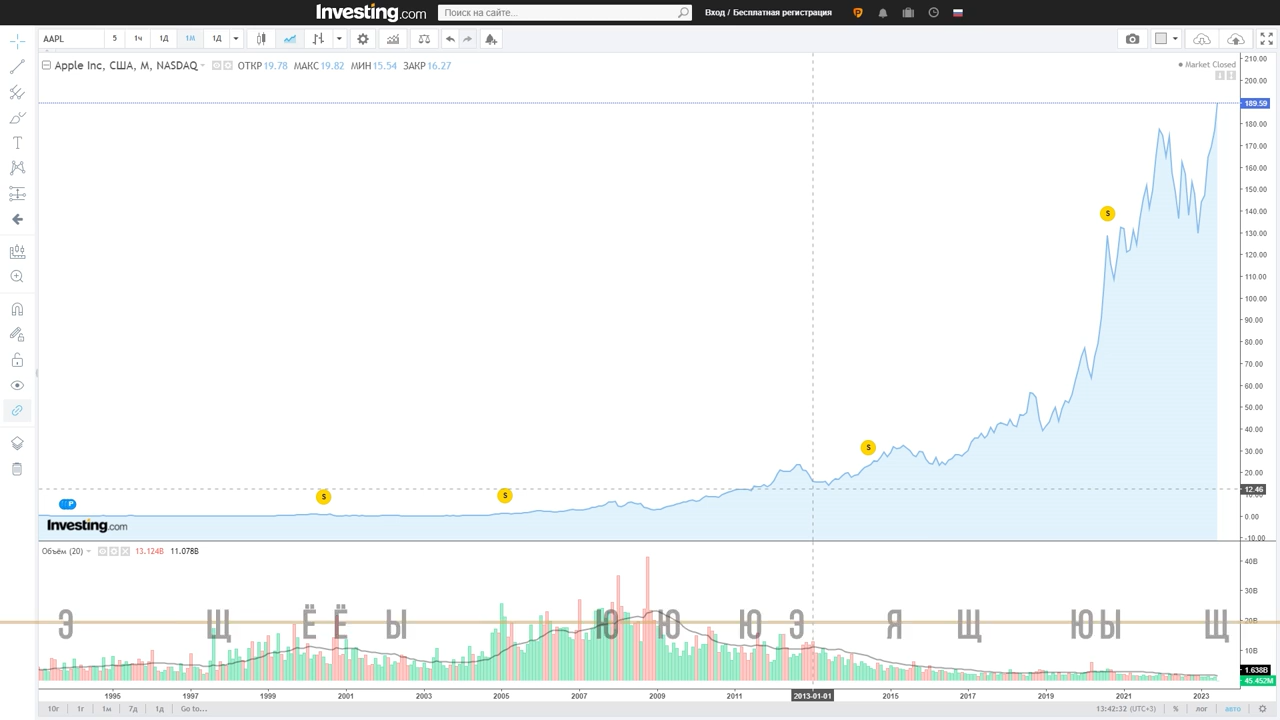 Investing.com
Поиск на сайте...
Вход / Бесплатная регистрация
AAPL
5 1ч 1Д 1М 1Д
Apple Inc, США, М, NASDAQ ОТКР 19.78 МАКС 19.82 МИН 15.54 ЗАКР 16.27
Market Closed
210.00
200.00
189.59
180.00
170.00
160.00
150.00
140.00
130.00
120.00
110.00
100.00
90.00
80.00
70.00
60.00
50.00
40.00
30.00
20.00
12.46
0.00
-10.00
S
S
S
S
P
Investing.com
Объём (20) 13.124B 11.078B
40B
30B
20B
10B
1.638B
45.452M
Э Щ Ё Ё Ы Ю Ю Ю Э Я Щ Ю Ы Щ
1995 1997 1999 2001 2003 2005 2007 2009 2011 2013-01-01 2015 2017 2019 2021 2023
10г 1г 1м 7д 1д Go to...
13:42:32 (UTC+3) % лог авто